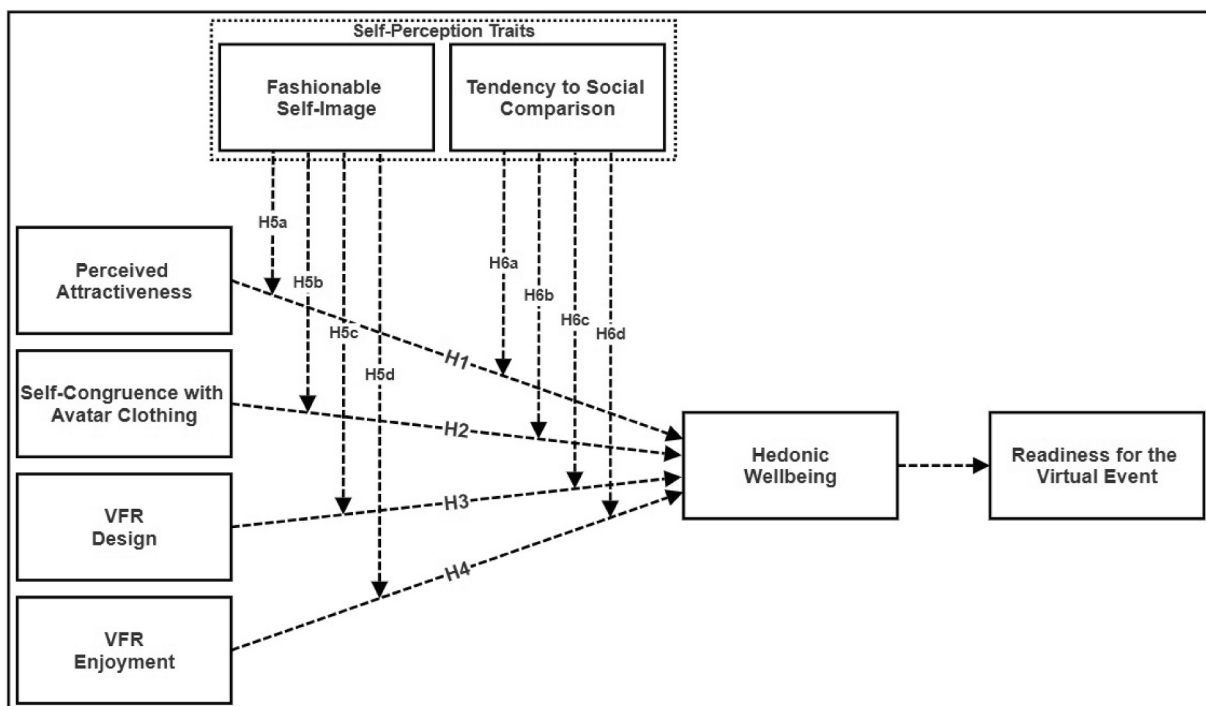 Self-Perception Traits
Fashionable
Self-Image
Tendency to Social
Comparison
H5a
H5b
H5c
H5d
H6a
H6b
H6c
H6d
Perceived
Attractiveness
H1
Self-Congruence with
Avatar Clothing
H2
VFR
Design
H3
VFR
Enjoyment
H4
Hedonic
Wellbeing
Readiness for the
Virtual Event